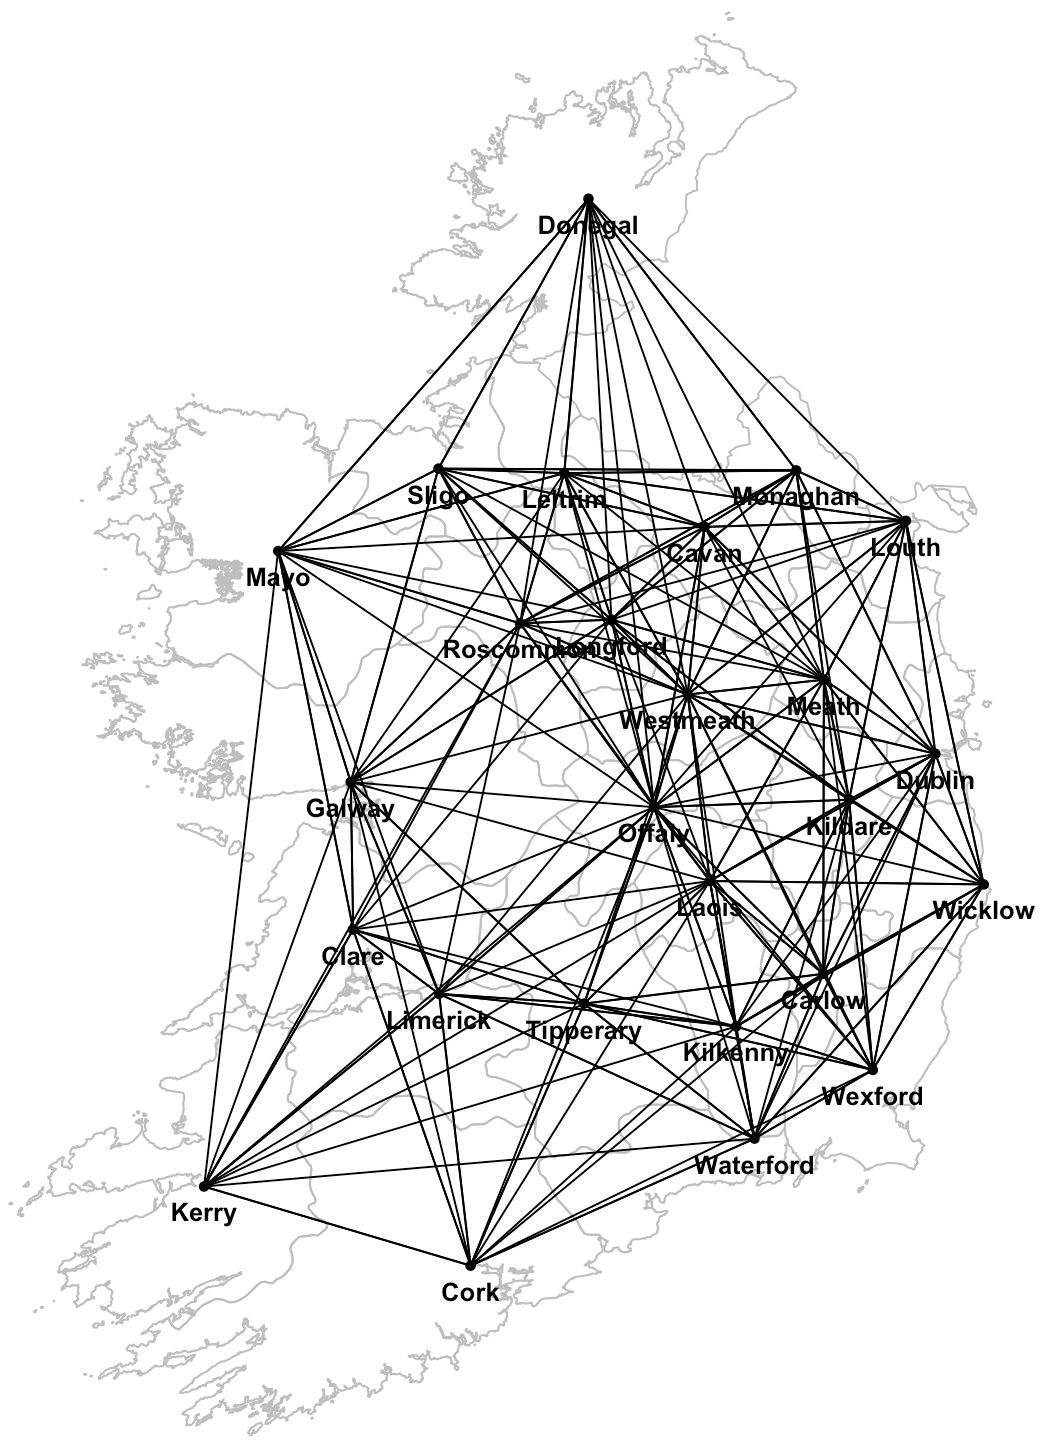 Donegal
Sligo
Leitrim
Monaghan
Cavan
Louth
Mayo
Roscommon
Longford
Meath
Westmeath
Dublin
Galway
Kildare
Offaly
Laois
Wicklow
Clare
Carlow
Limerick
Tipperary
Kilkenny
Wexford
Waterford
Kerry
Cork